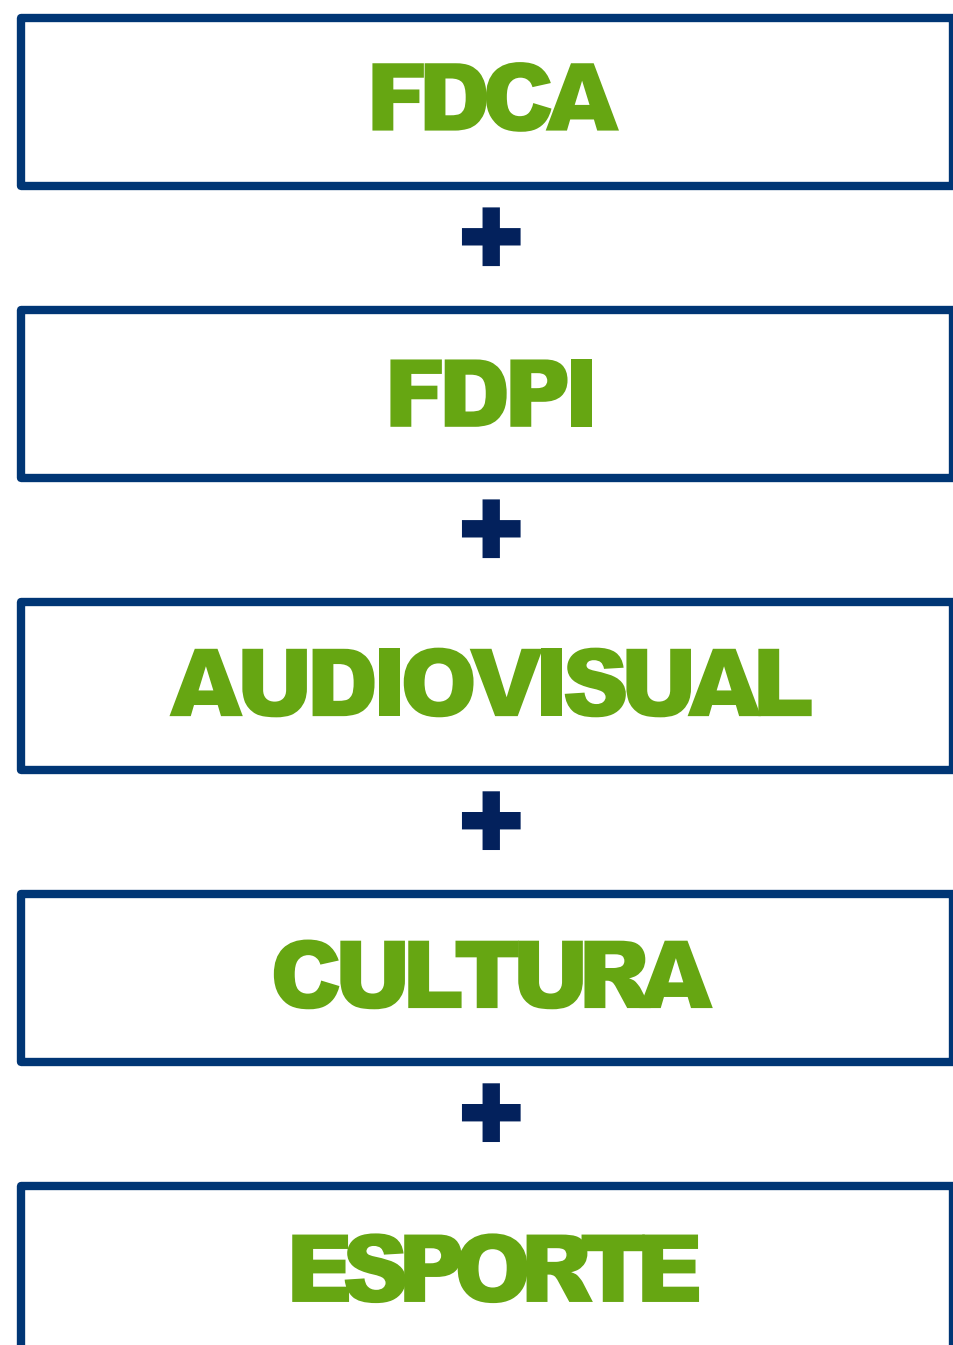 FDCA
+
FDPI
+
AUDIOVISUAL
+
CULTURA
+
ESPORTE